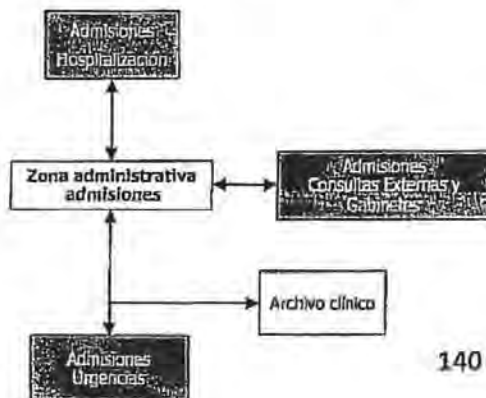 Admisiones
Hospitalización
Zona administrativa
admisiones
Admisiones
Consultas Externas y
Gabinetes
Archivo clínico
Admisiones
Urgencias
140